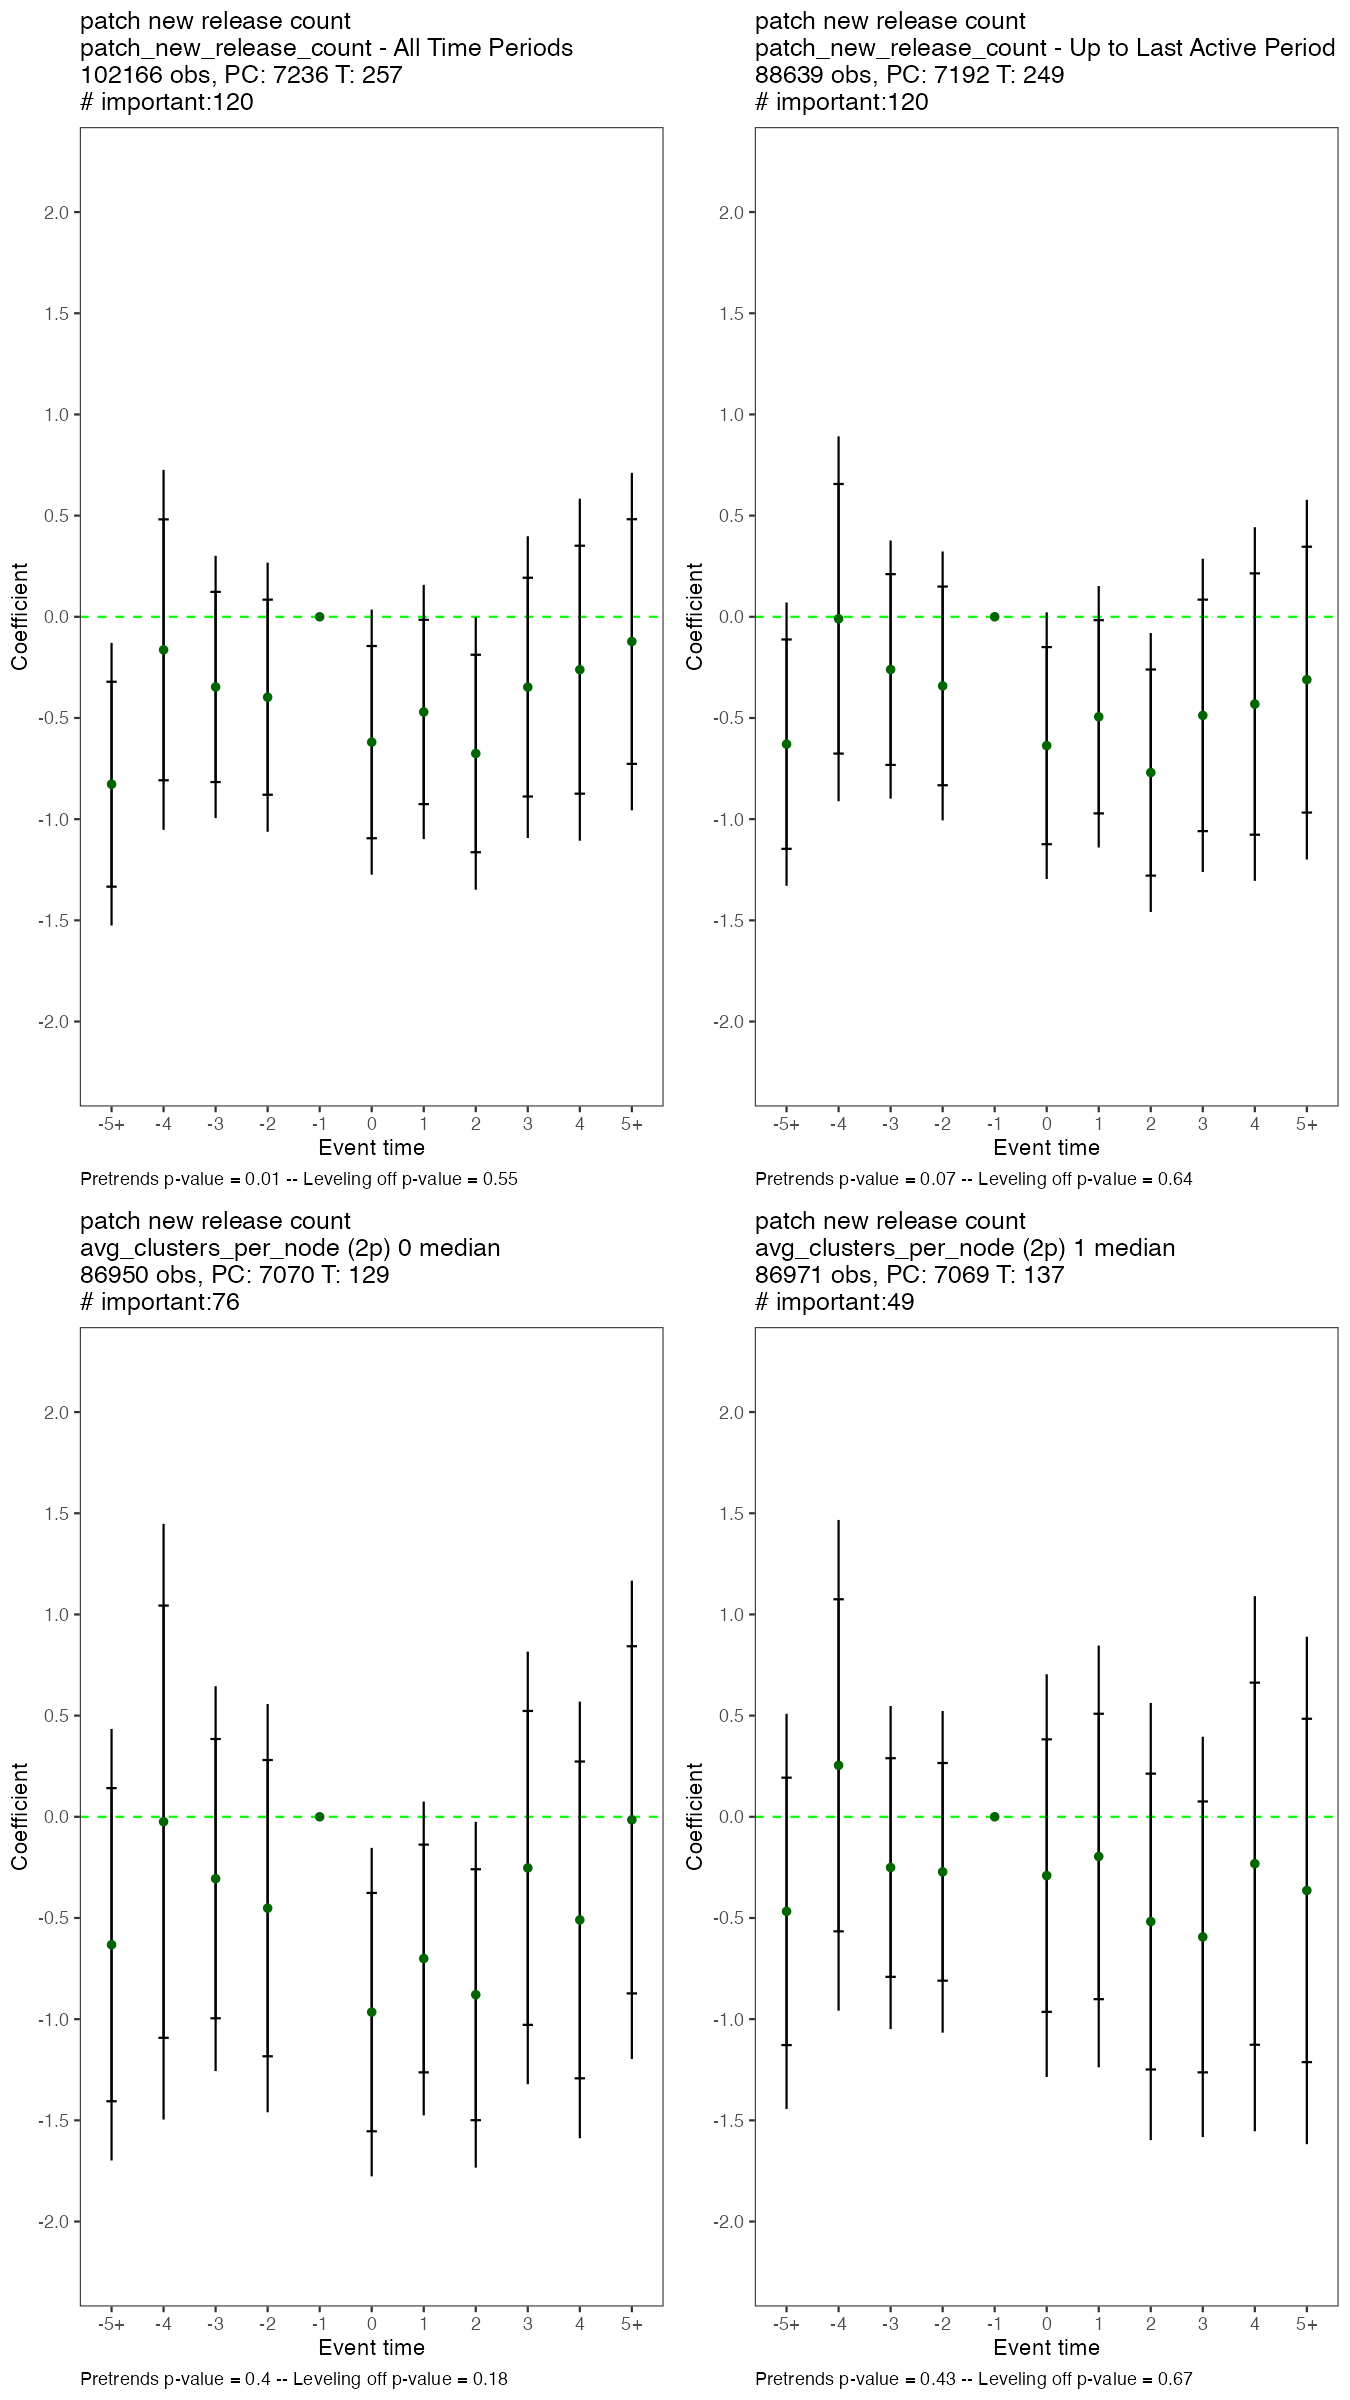 patch new release count
patch_new_release_count - All Time Periods
102166 obs, PC: 7236 T: 257
# important:120
2.0
1.5
1.0
0.5
0.0
-0.5
-1.0
-1.5
-2.0
Coefficient
-5+ -4 -3 -2 -1 0 1 2 3 4 5+
Event time
Pretrends p-value = 0.01 -- Leveling off p-value = 0.55
patch new release count
patch_new_release_count - Up to Last Active Period
88639 obs, PC: 7192 T: 249
# important:120
2.0
1.5
1.0
0.5
0.0
-0.5
-1.0
-1.5
-2.0
Coefficient
-5+ -4 -3 -2 -1 0 1 2 3 4 5+
Event time
Pretrends p-value = 0.07 -- Leveling off p-value = 0.64
patch new release count
avg_clusters_per_node (2p) 0 median
86950 obs, PC: 7070 T: 129
# important:76
2.0
1.5
1.0
0.5
0.0
-0.5
-1.0
-1.5
-2.0
Coefficient
-5+ -4 -3 -2 -1 0 1 2 3 4 5+
Event time
Pretrends p-value = 0.4 -- Leveling off p-value = 0.18
patch new release count
avg_clusters_per_node (2p) 1 median
86971 obs, PC: 7069 T: 137
# important:49
2.0
1.5
1.0
0.5
0.0
-0.5
-1.0
-1.5
-2.0
Coefficient
-5+ -4 -3 -2 -1 0 1 2 3 4 5+
Event time
Pretrends p-value = 0.43 -- Leveling off p-value = 0.67